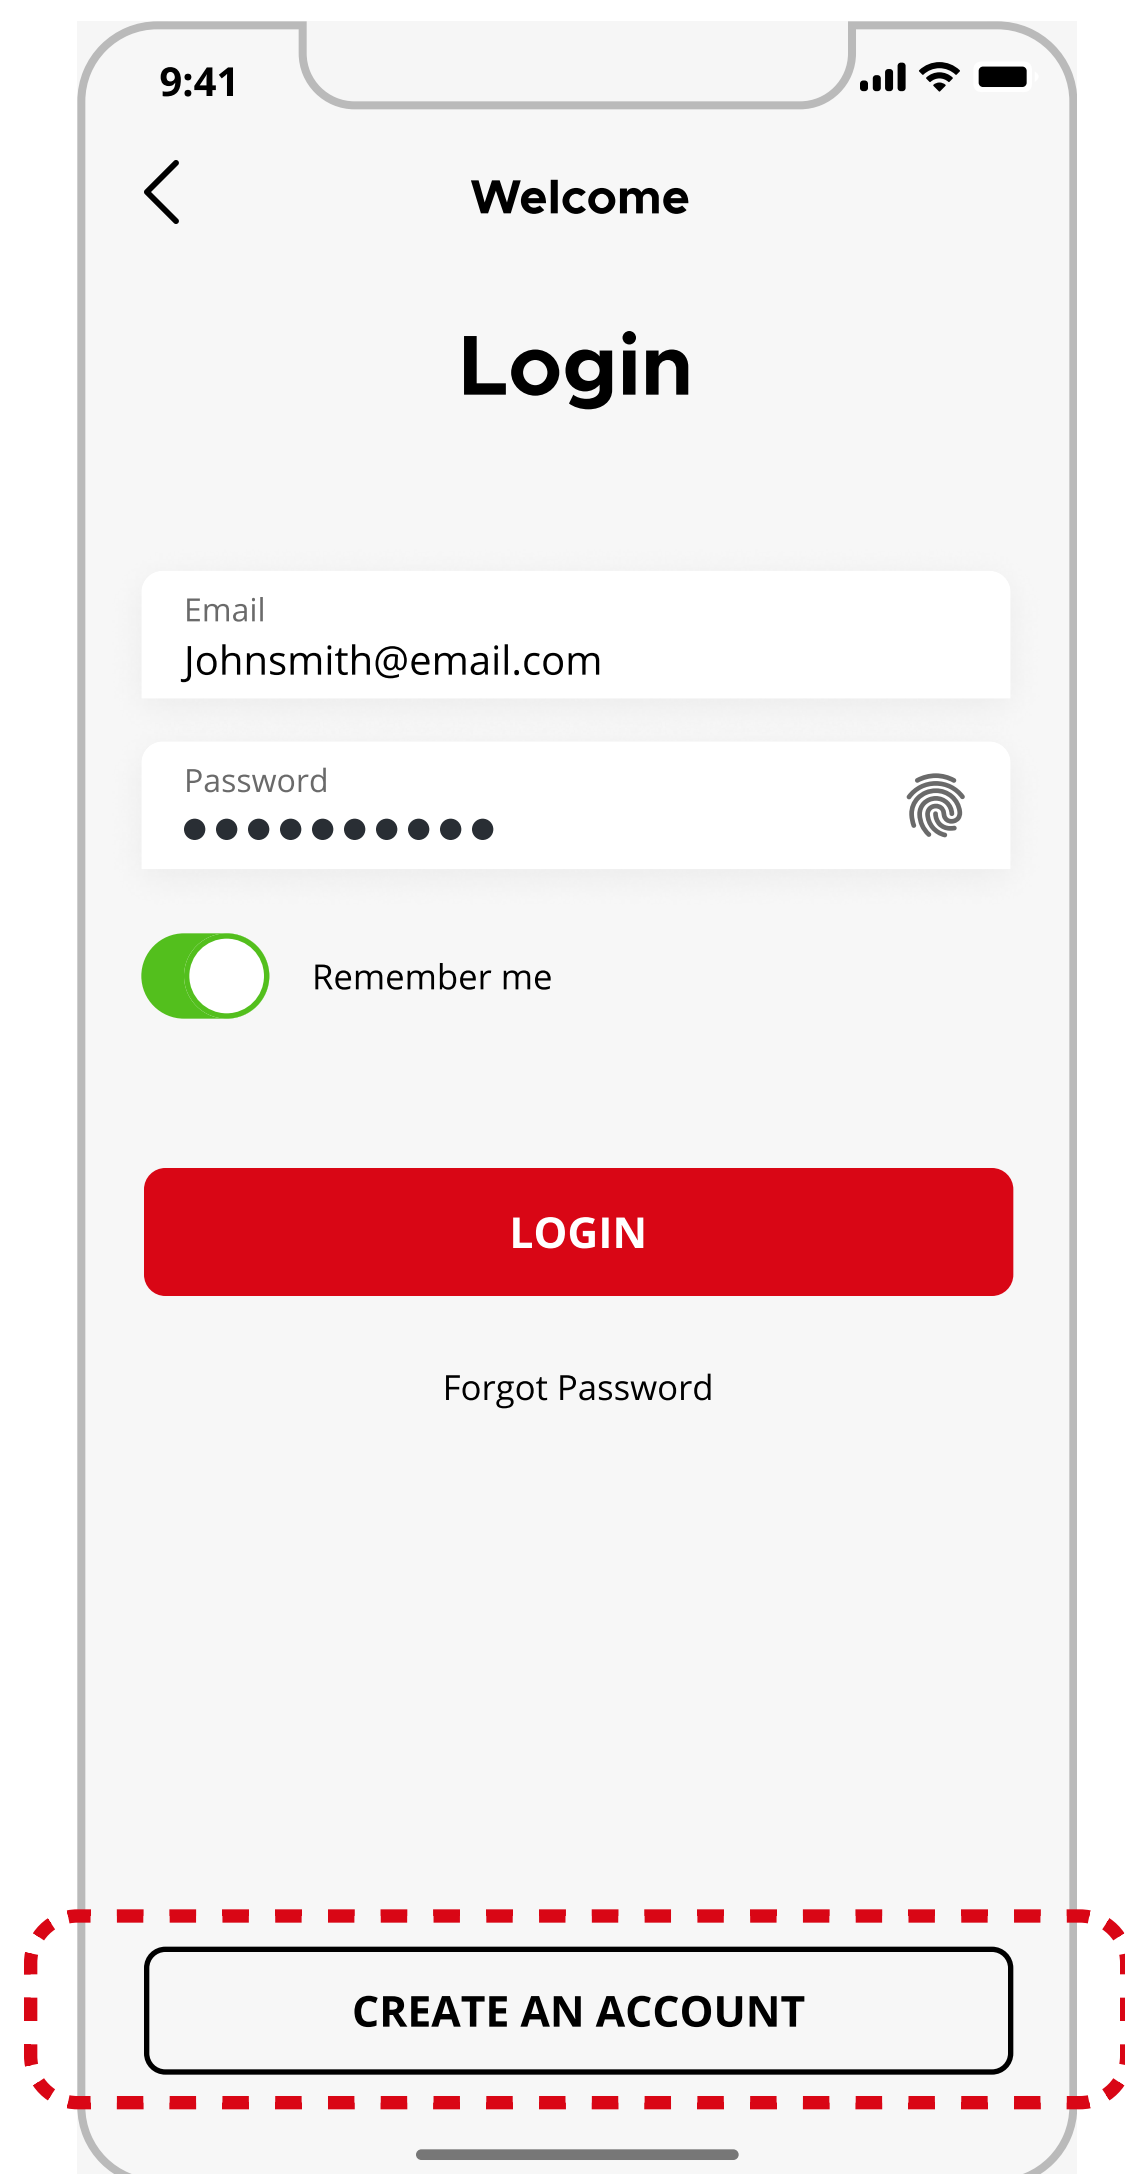 9:41
Welcome
Login
Email
Johnsmith@email.com
Password
Remember me
LOGIN
Forgot Password
CREATE AN ACCOUNT